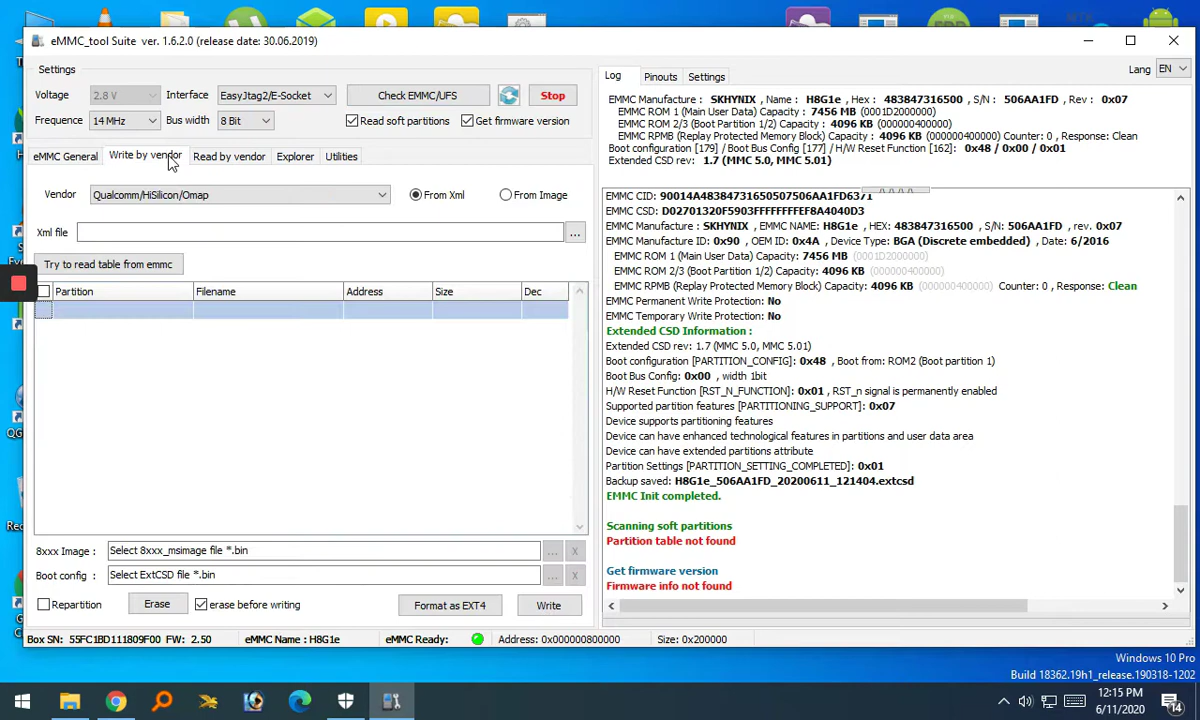 eMMC_tool Suite ver. 1.6.2.0 (release date: 30.06.2019)
Settings
Voltage 2.8 V Interface EasyJtag2/E-Socket Check EMMC/UFS Stop
Frequence 14 MHz Bus width 8 Bit Read soft partitions Get firmware version
eMMC General Write by vendor Read by vendor Explorer Utilities
Vendor Qualcomm/HiSilicon/Omap From Xml From Image
Xml file ...
Try to read table from emmc
Partition Filename Address Size Dec
8xxx Image : Select 8xxx_msimage file *.bin ... X
Boot config : Select ExtCSD file *.bin ... X
Repartition Erase erase before writing Format as EXT4 Write
Log Pinouts Settings Lang EN
EMMC Manufacture : SKHYNIX , Name : H8G1e , Hex : 483847316500 , S/N : 506AA1FD , Rev : 0x07
EMMC ROM 1 (Main User Data) Capacity : 7456 MB (0001D2000000)
EMMC ROM 2/3 (Boot Partition 1/2) Capacity : 4096 KB (000000400000)
EMMC RPMB (Replay Protected Memory Block) Capacity : 4096 KB (000000400000) Counter: 0 , Response: Clean
Boot configuration [179] / Boot Bus Config [177] / H/W Reset Function [162]: 0x48 / 0x00 / 0x01
Extended CSD rev: 1.7 (MMC 5.0, MMC 5.01)
EMMC CID: 90014A48384731650507506AA1FD6371
EMMC CSD: D02701320F5903FFFFFFFFEF8A4040D3
EMMC Manufacture : SKHYNIX , EMMC NAME: H8G1e , HEX: 483847316500 , S/N: 506AA1FD , rev. 0x07
EMMC Manufacture ID: 0x90 , OEM ID: 0x4A , Device Type: BGA (Discrete embedded) , Date: 6/2016
EMMC ROM 1 (Main User Data) Capacity: 7456 MB (0001D2000000)
EMMC ROM 2/3 (Boot Partition 1/2) Capacity: 4096 KB (000000400000)
EMMC RPMB (Replay Protected Memory Block) Capacity: 4096 KB (000000400000) Counter: 0 , Response: Clean
EMMC Permanent Write Protection: No
EMMC Temporary Write Protection: No
Extended CSD Information :
Extended CSD rev: 1.7 (MMC 5.0, MMC 5.01)
Boot configuration [PARTITION_CONFIG]: 0x48 , Boot from: ROM2 (Boot partition 1)
Boot Bus Config: 0x00 , width 1bit
H/W Reset Function [RST_N_FUNCTION]: 0x01 , RST_n signal is permanently enabled
Supported partition features [PARTITIONING_SUPPORT]: 0x07
Device supports partitioning features
Device can have enhanced technological features in partitions and user data area
Device can have extended partitions attribute
Partition Settings [PARTITION_SETTING_COMPLETED]: 0x01
Backup saved: H8G1e_506AA1FD_20200611_121404.extcsd
EMMC Init completed.
Scanning soft partitions
Partition table not found
Get firmware version
Firmware info not found
Box SN: 55FC1BD111809F00 FW: 2.50 eMMC Name : H8G1e eMMC Ready: Address: 0x000000800000 Size: 0x200000
Windows 10 Pro
Build 18362.19h1_release.190318-1202
12:15 PM
6/11/2020
14